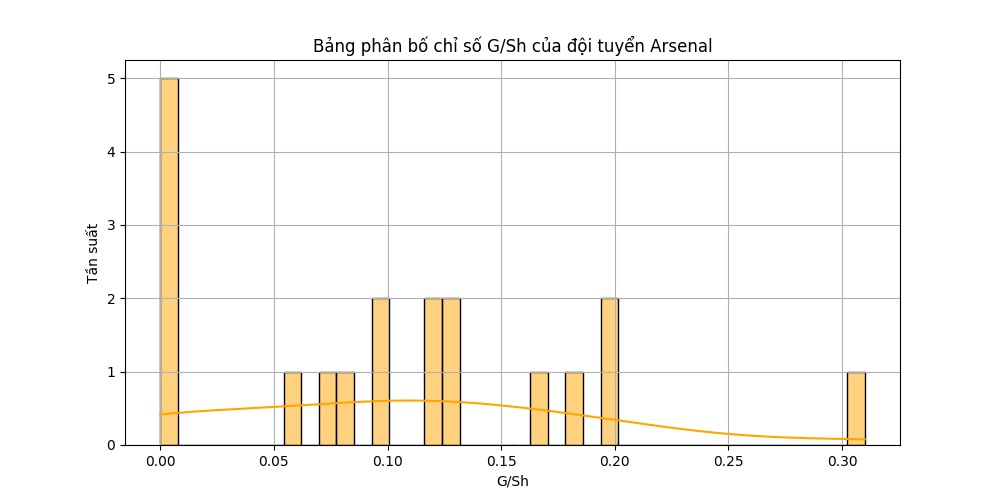 Bảng phân bố chỉ số G/Sh của đội tuyển Arsenal
Tần suất
5
4
3
2
1
0
0.00 0.05 0.10 0.15 0.20 0.25 0.30
G/Sh